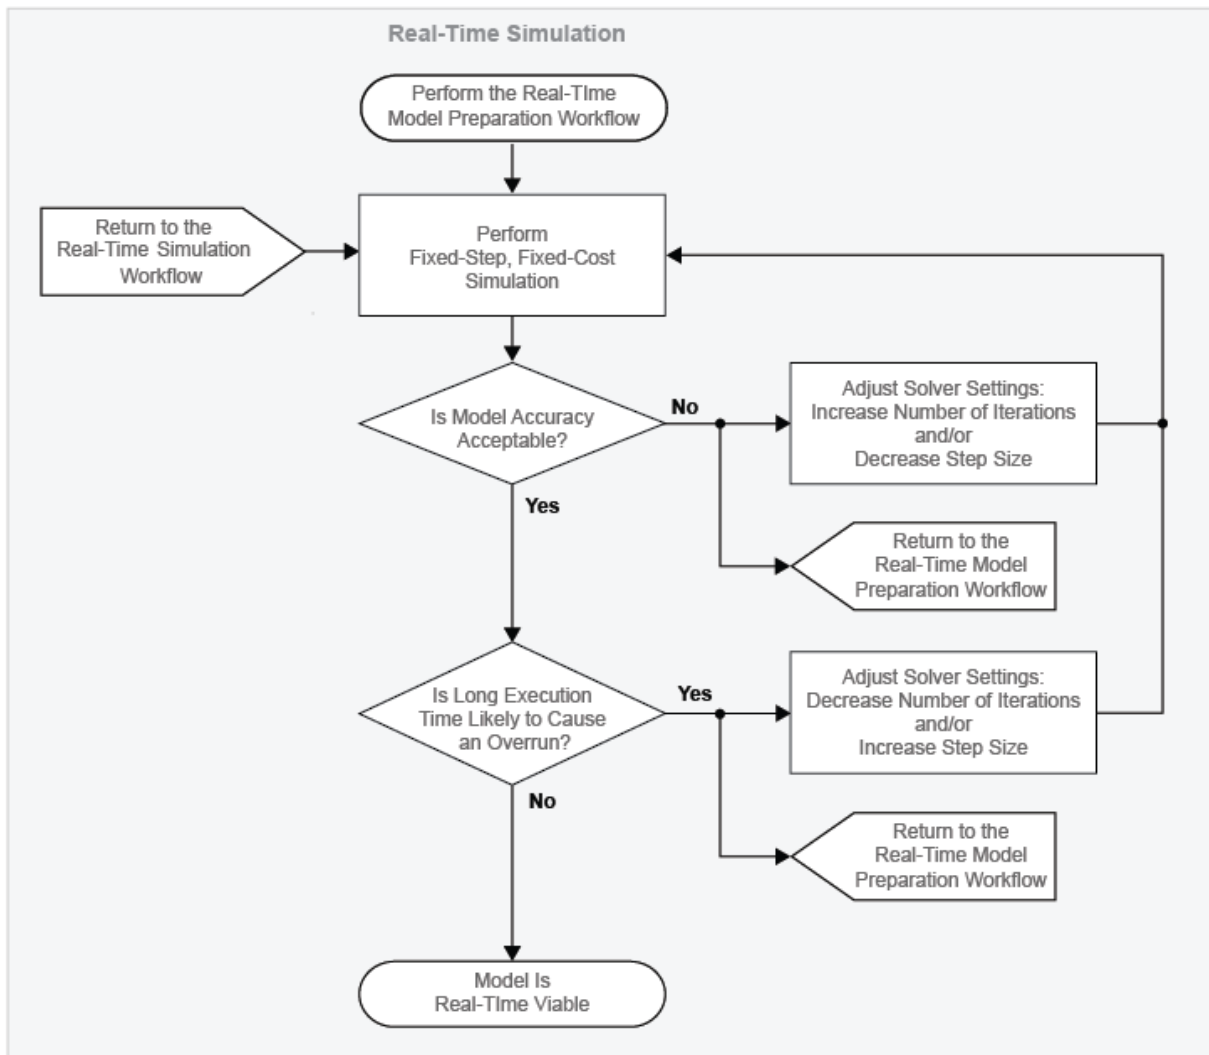 Real-Time Simulation
Perform the Real-TIme
Model Preparation Workflow
Return to the
Real-Time Simulation
Workflow
Perform
Fixed-Step, Fixed-Cost
Simulation
Is Model Accuracy
Acceptable?
No
Adjust Solver Settings:
Increase Number of Iterations
and/or
Decrease Step Size
Yes
Return to the
Real-Time Model
Preparation Workflow
Is Long Execution
Time Likely to Cause
an Overrun?
Yes
Adjust Solver Settings:
Decrease Number of Iterations
and/or
Increase Step Size
No
Return to the
Real-Time Model
Preparation Workflow
Model Is
Real-TIme Viable